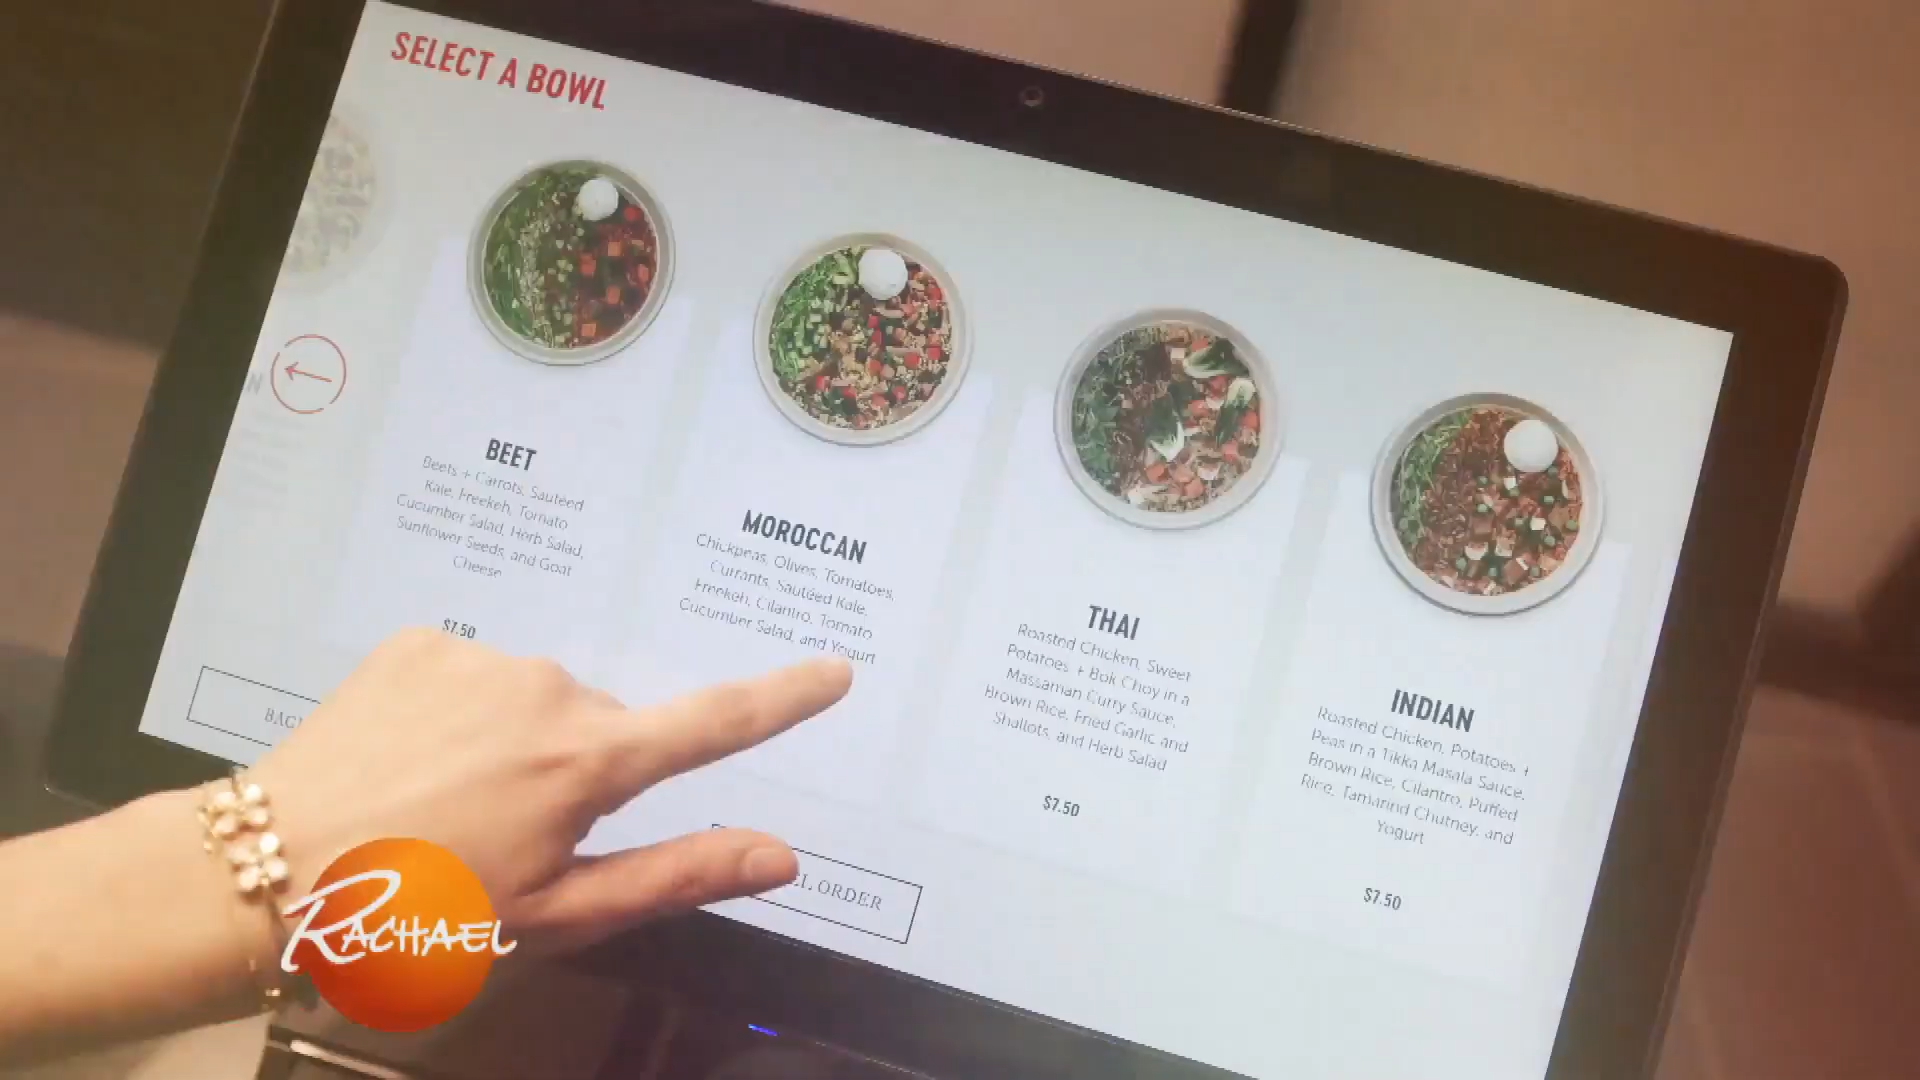 SELECT A BOWL
BEET
Beets + Carrots, Sautéed
Kale, Freekeh, Tomato
Cucumber Salad, Herb Salad,
Sunflower Seeds, and Goat
Cheese
$7.50
MOROCCAN
Chickpeas, Olives, Tomatoes,
Currants, Sautéed Kale,
Freekeh, Cilantro, Tomato
Cucumber Salad, and Yogurt
THAI
Roasted Chicken, Sweet
Potatoes + Bok Choy in a
Massaman Curry Sauce,
Brown Rice, Fried Garlic and
Shallots, and Herb Salad
$7.50
INDIAN
Roasted Chicken, Potatoes +
Peas in a Tikka Masala Sauce,
Brown Rice, Cilantro, Puffed
Rice, Tamarind Chutney, and
Yogurt
$7.50
ORDER
RACHAEL